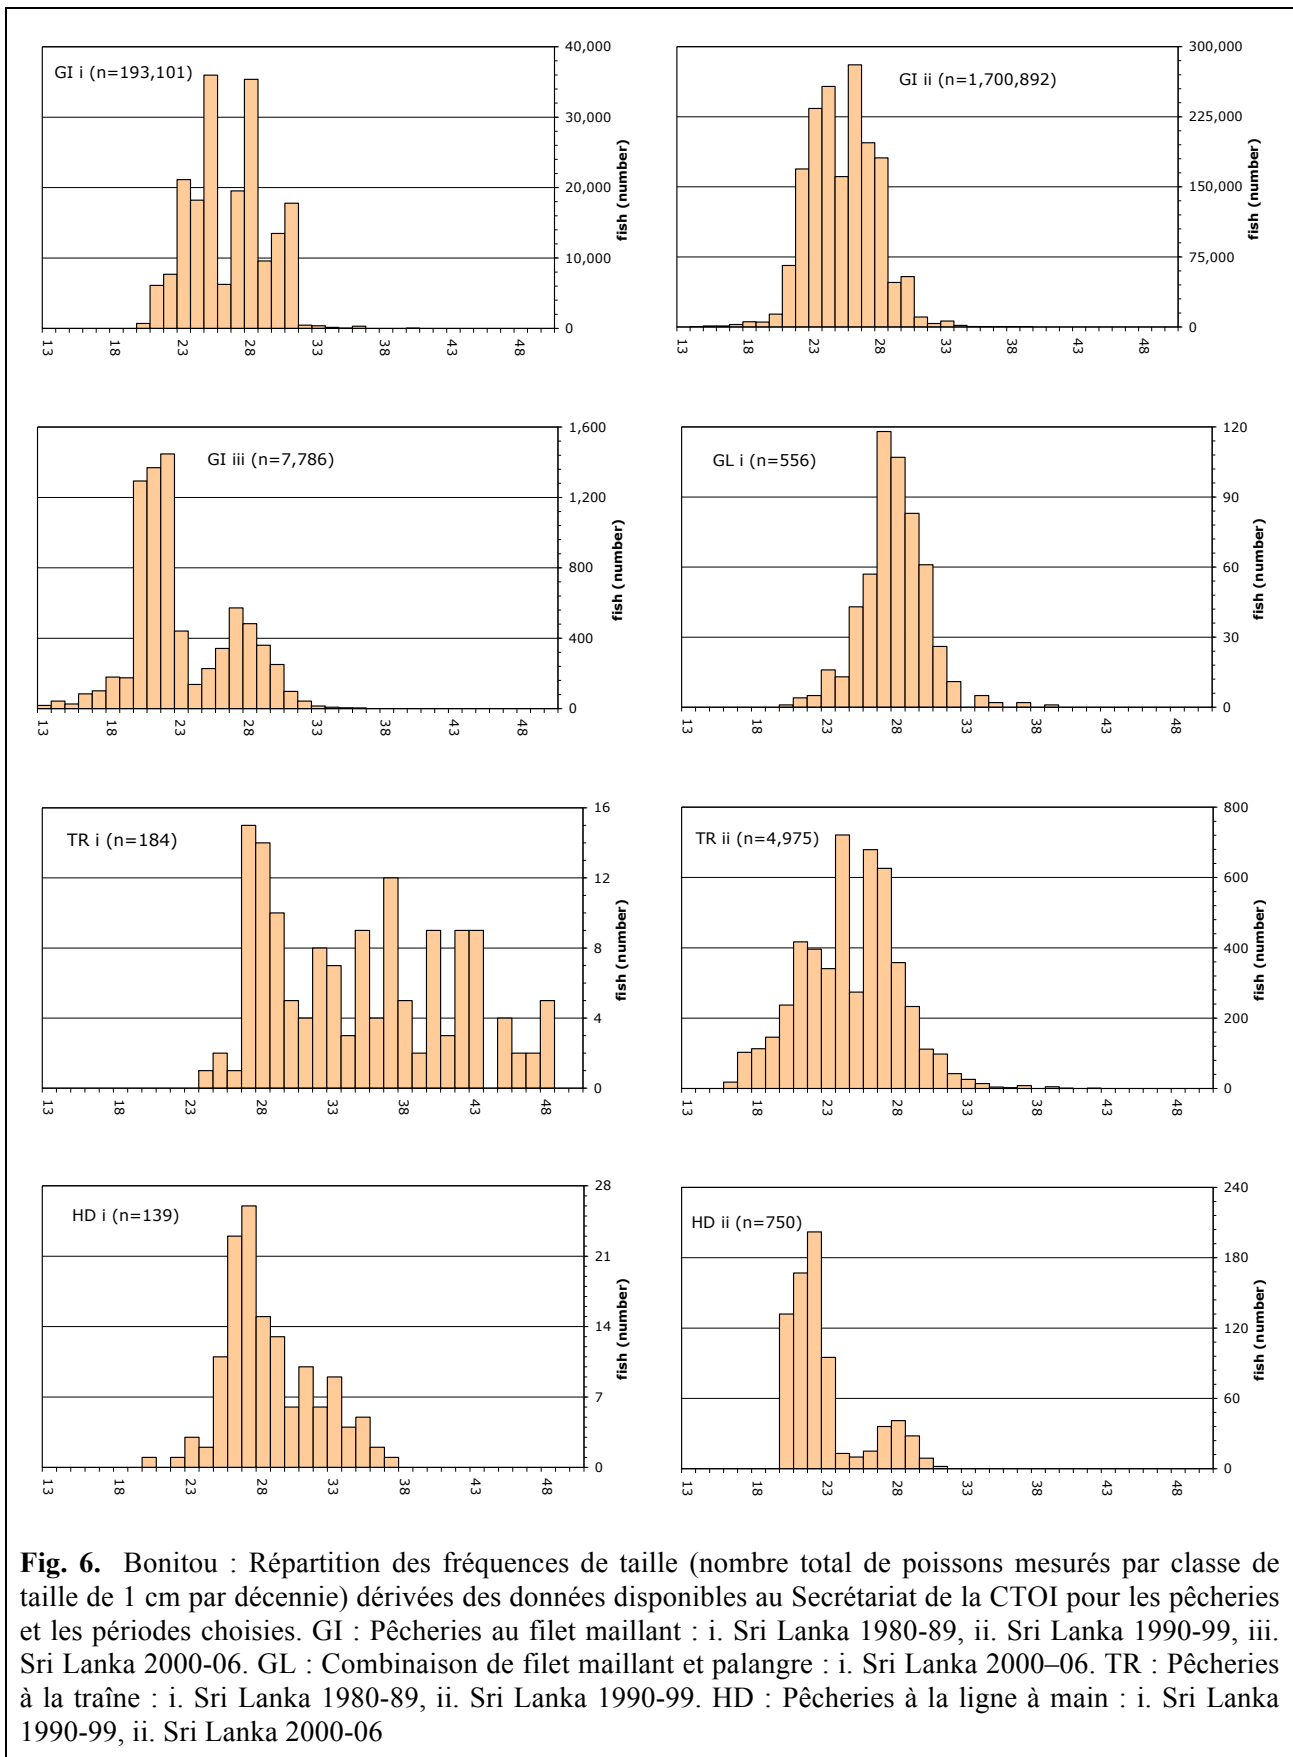 GI i (n=193,101)
40,000
30,000
20,000
10,000
0
fish (number)
13 18 23 28 33 38 43 48
GI ii (n=1,700,892)
300,000
225,000
150,000
75,000
0
fish (number)
13 18 23 28 33 38 43 48
GI iii (n=7,786)
1,600
1,200
800
400
0
fish (number)
13 18 23 28 33 38 43 48
GL i (n=556)
120
90
60
30
0
fish (number)
13 18 23 28 33 38 43 48
TR i (n=184)
16
12
8
4
0
fish (number)
13 18 23 28 33 38 43 48
TR ii (n=4,975)
800
600
400
200
0
fish (number)
13 18 23 28 33 38 43 48
HD i (n=139)
28
21
14
7
0
fish (number)
13 18 23 28 33 38 43 48
HD ii (n=750)
240
180
120
60
0
fish (number)
13 18 23 28 33 38 43 48
Fig. 6. Bonitou : Répartition des fréquences de taille (nombre total de poissons mesurés par classe de
taille de 1 cm par décennie) dérivées des données disponibles au Secrétariat de la CTOI pour les pêcheries
et les périodes choisies. GI : Pêcheries au filet maillant : i. Sri Lanka 1980-89, ii. Sri Lanka 1990-99, iii.
Sri Lanka 2000-06. GL : Combinaison de filet maillant et palangre : i. Sri Lanka 2000–06. TR : Pêcheries
à la traîne : i. Sri Lanka 1980-89, ii. Sri Lanka 1990-99. HD : Pêcheries à la ligne à main : i. Sri Lanka
1990-99, ii. Sri Lanka 2000-06